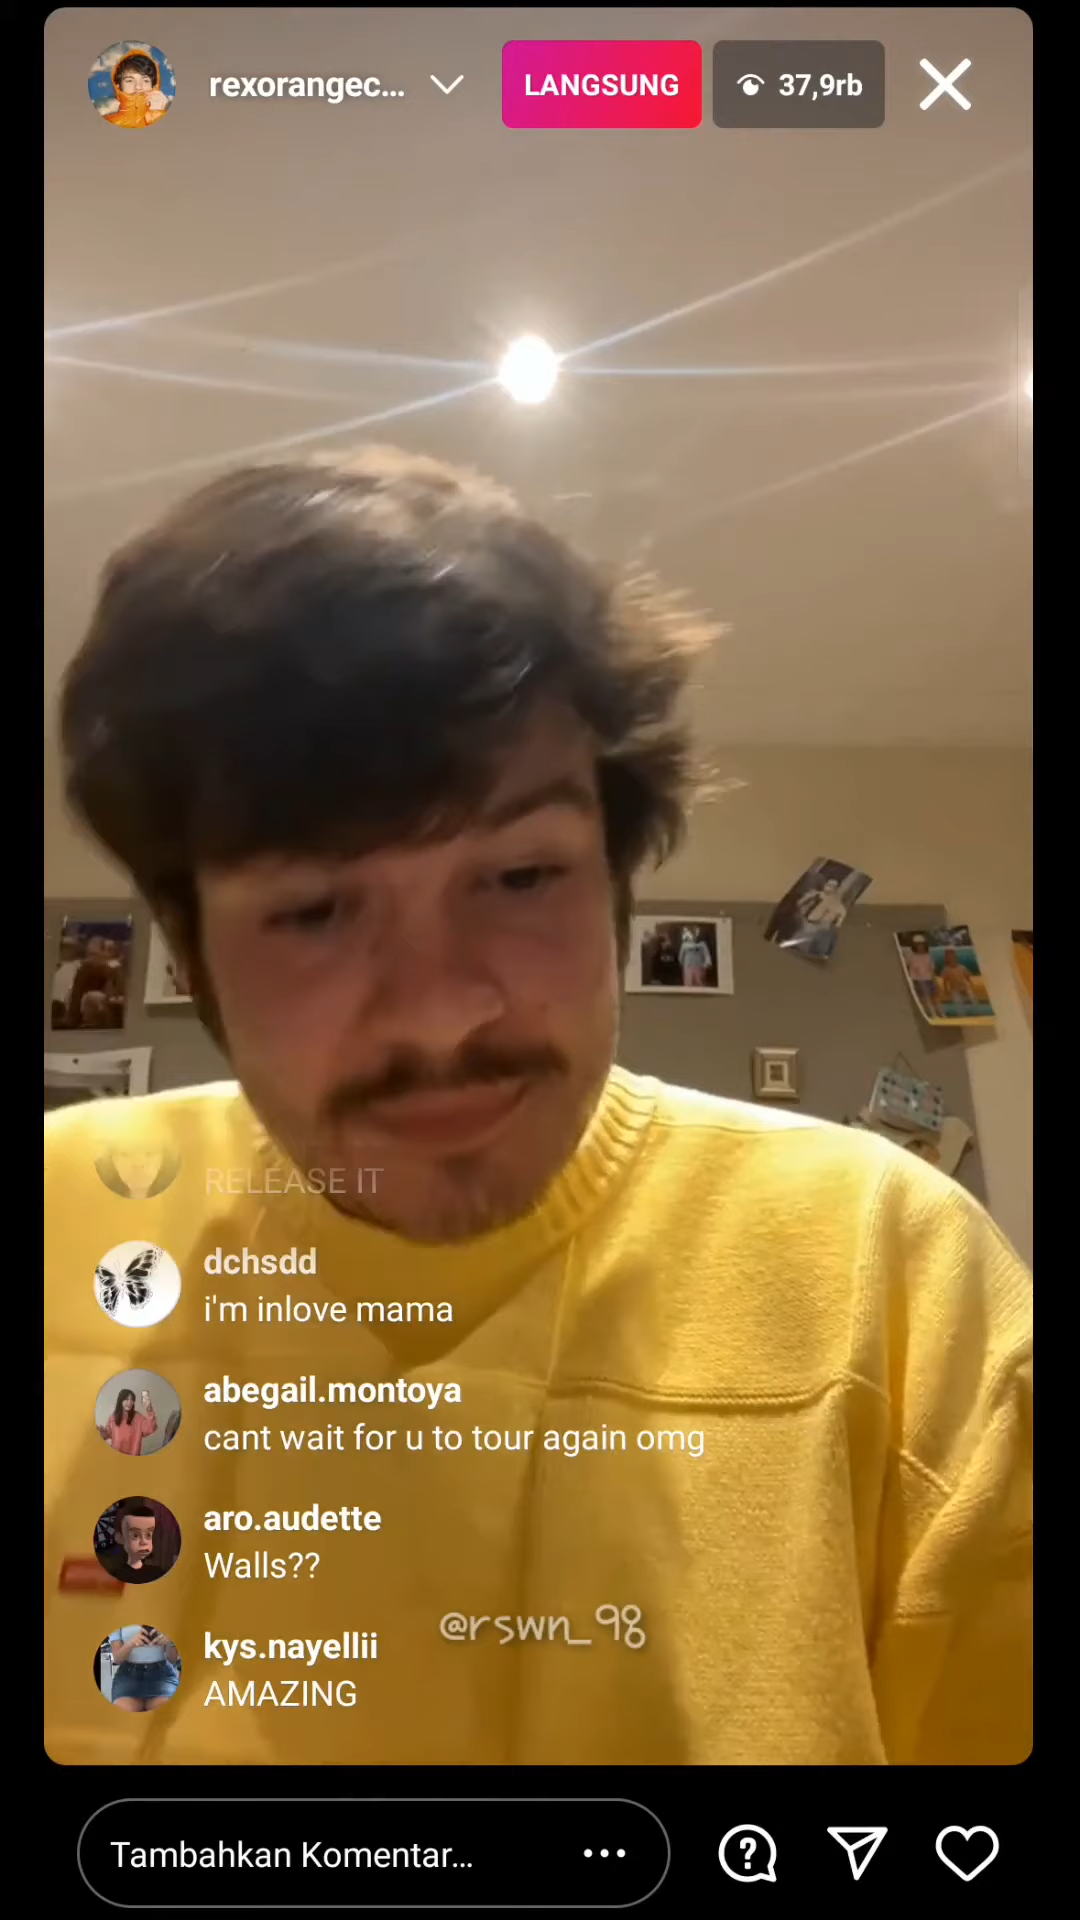 rexorangec...
LANGSUNG
37,9rb
RELEASE IT
dchsdd
i'm inlove mama
abegail.montoya
cant wait for u to tour again omg
aro.audette
Walls??
@rswn_98
kys.nayellii
AMAZING
Tambahkan Komentar...